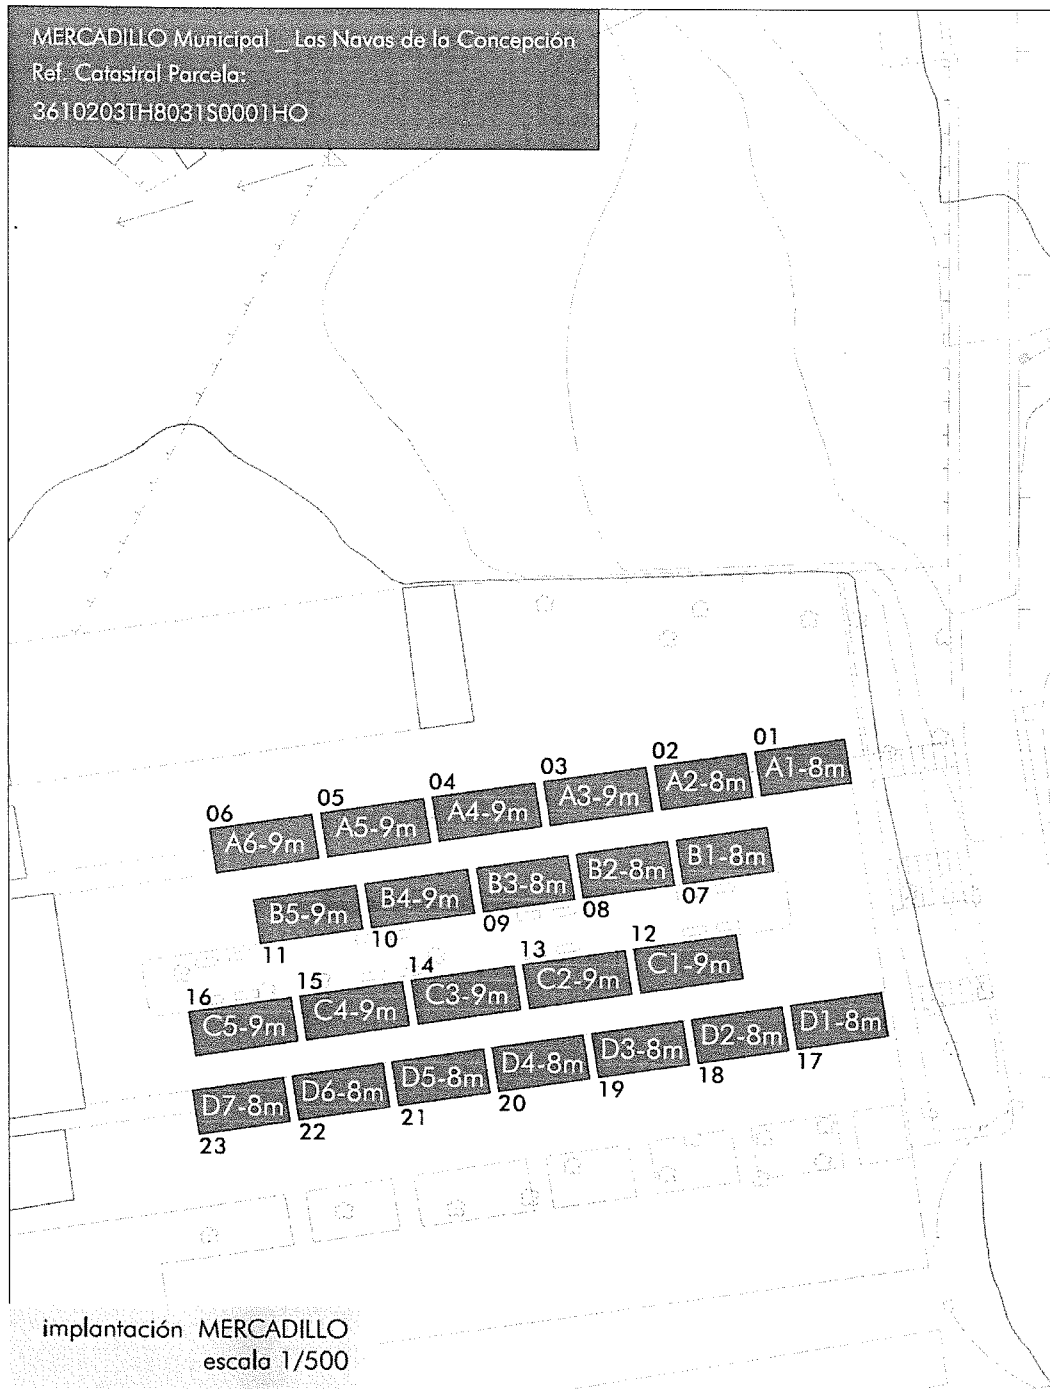 MERCADILLO Municipal _ Las Navas de la Concepción
Ref. Catastral Parcela:
3610203TH8031S0001HO
01
02
03
04
05
06
A1-8m
A2-8m
A3-9m
A4-9m
A5-9m
A6-9m
B1-8m
B2-8m
B3-8m
B4-9m
B5-9m
07
08
09
10
11
12
13
14
15
16
C1-9m
C2-9m
C3-9m
C4-9m
C5-9m
D1-8m
D2-8m
D3-8m
D4-8m
D5-8m
D6-8m
D7-8m
17
18
19
20
21
22
23
implantación MERCADILLO
escala 1/500